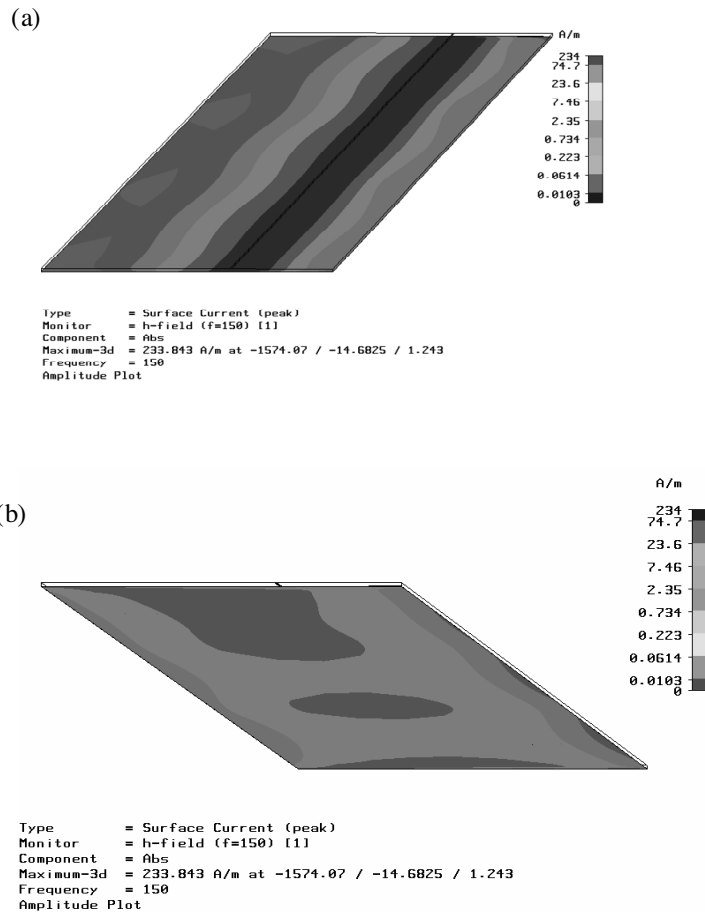 (a)
A/m
234
74.7
23.6
7.46
2.35
0.734
0.223
0.0614
0.0103
0
Type = Surface Current (peak)
Monitor = h-field (f=150) [1]
Component = Abs
Maximum-3d = 233.843 A/m at -1574.07 / -14.6825 / 1.243
Frequency = 150
Amplitude Plot
(b)
A/m
234
74.7
23.6
7.46
2.35
0.734
0.223
0.0614
0.0103
0
Type = Surface Current (peak)
Monitor = h-field (f=150) [1]
Component = Abs
Maximum-3d = 233.843 A/m at -1574.07 / -14.6825 / 1.243
Frequency = 150
Amplitude Plot